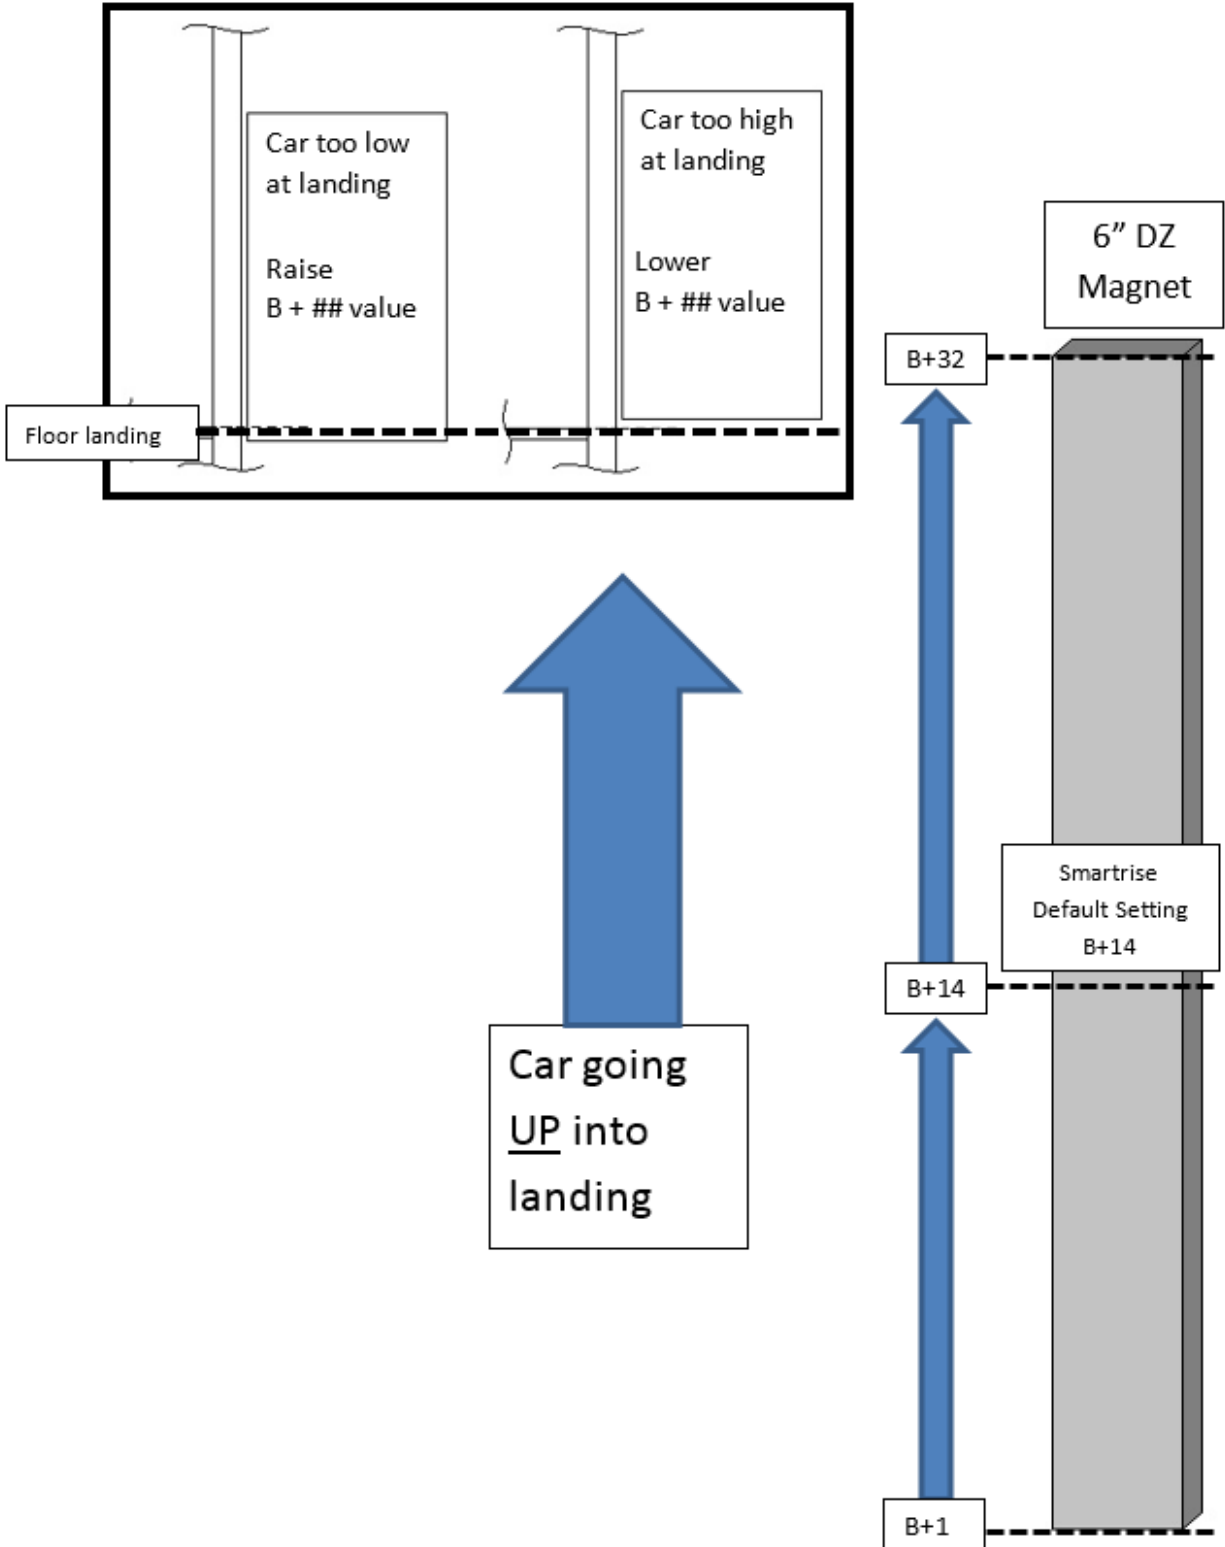 Car too low
at landing
Raise
B + ## value
Car too high
at landing
Lower
B + ## value
Floor landing
6” DZ
Magnet
B+32
Smartrise
Default Setting
B+14
B+14
Car going
UP into
landing
B+1